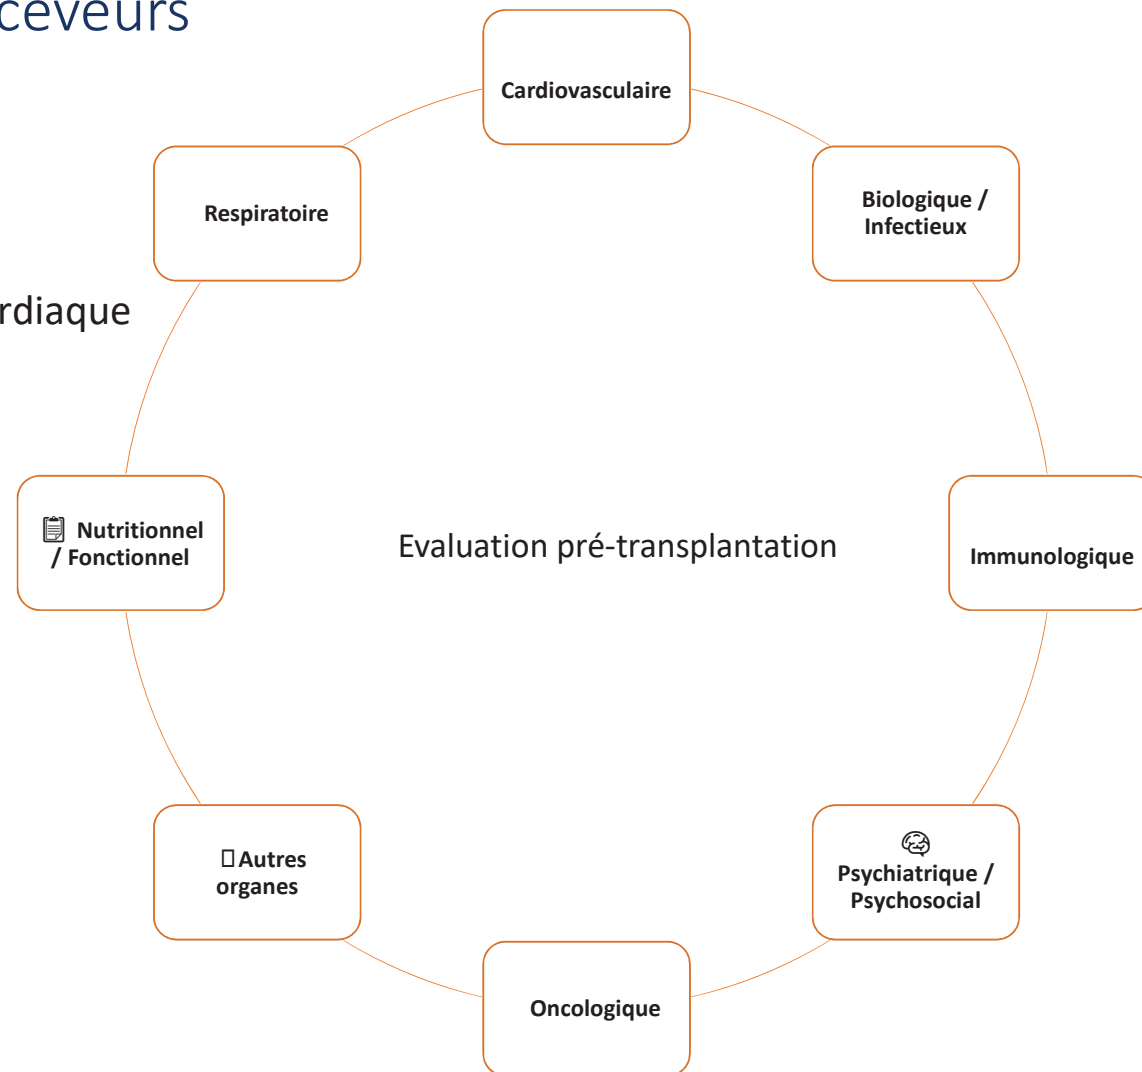 ceveurs
Cardiovasculaire
Respiratoire
Biologique /
Infectieux
rdiaque
Nutritionnel
/ Fonctionnel
Evaluation pré-transplantation
Immunologique
Autres
organes
Psychiatrique /
Psychosocial
Oncologique